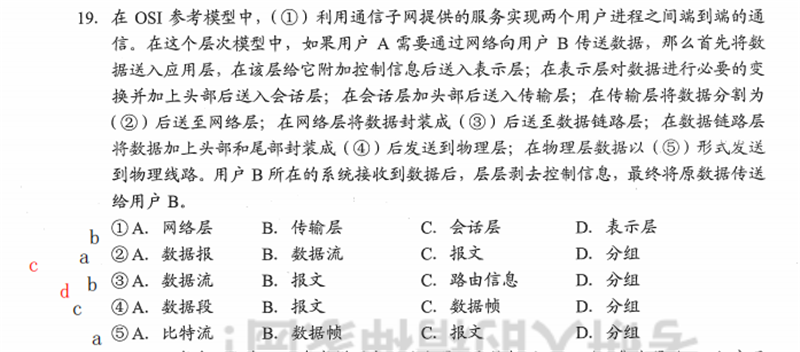 19. 在 OSI 参考模型中，(①) 利用通信子网提供的服务实现两个用户进程之间端到端的通
信。在这个层次模型中，如果用户 A 需要通过网络向用户 B 传送数据，那么首先将数
据送入应用层，在该层给它附加控制信息后送入表示层；在表示层对数据进行必要的变
换并加上头部后送入会话层；在会话层加头部后送入传输层；在传输层将数据分割为
(②) 后送至网络层；在网络层将数据封装成 (③) 后送至数据链路层；在数据链路层
将数据加上头部和尾部封装成 (④) 后发送到物理层；在物理层数据以 (⑤) 形式发送
到物理线路。用户 B 所在的系统接收到数据后，层层剥去控制信息，最终将原数据传送
给用户 B。
b ①A. 网络层 B. 传输层 C. 会话层 D. 表示层
c a ②A. 数据报 B. 数据流 C. 报文 D. 分组
d b ③A. 数据流 B. 报文 C. 路由信息 D. 分组
c ④A. 数据段 B. 报文 C. 数据帧 D. 分组
a ⑤A. 比特流 B. 数据帧 C. 报文 D. 分组